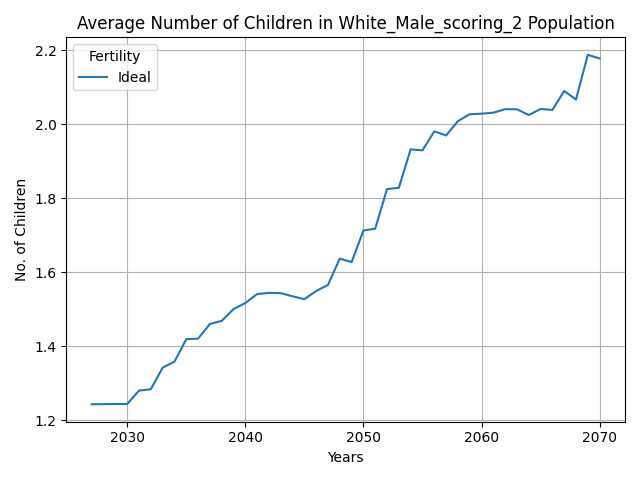 Average Number of Children in White_Male_scoring_2 Population
Fertility
Ideal
No. of Children
2.2
2.0
1.8
1.6
1.4
1.2
2030 2040 2050 2060 2070
Years